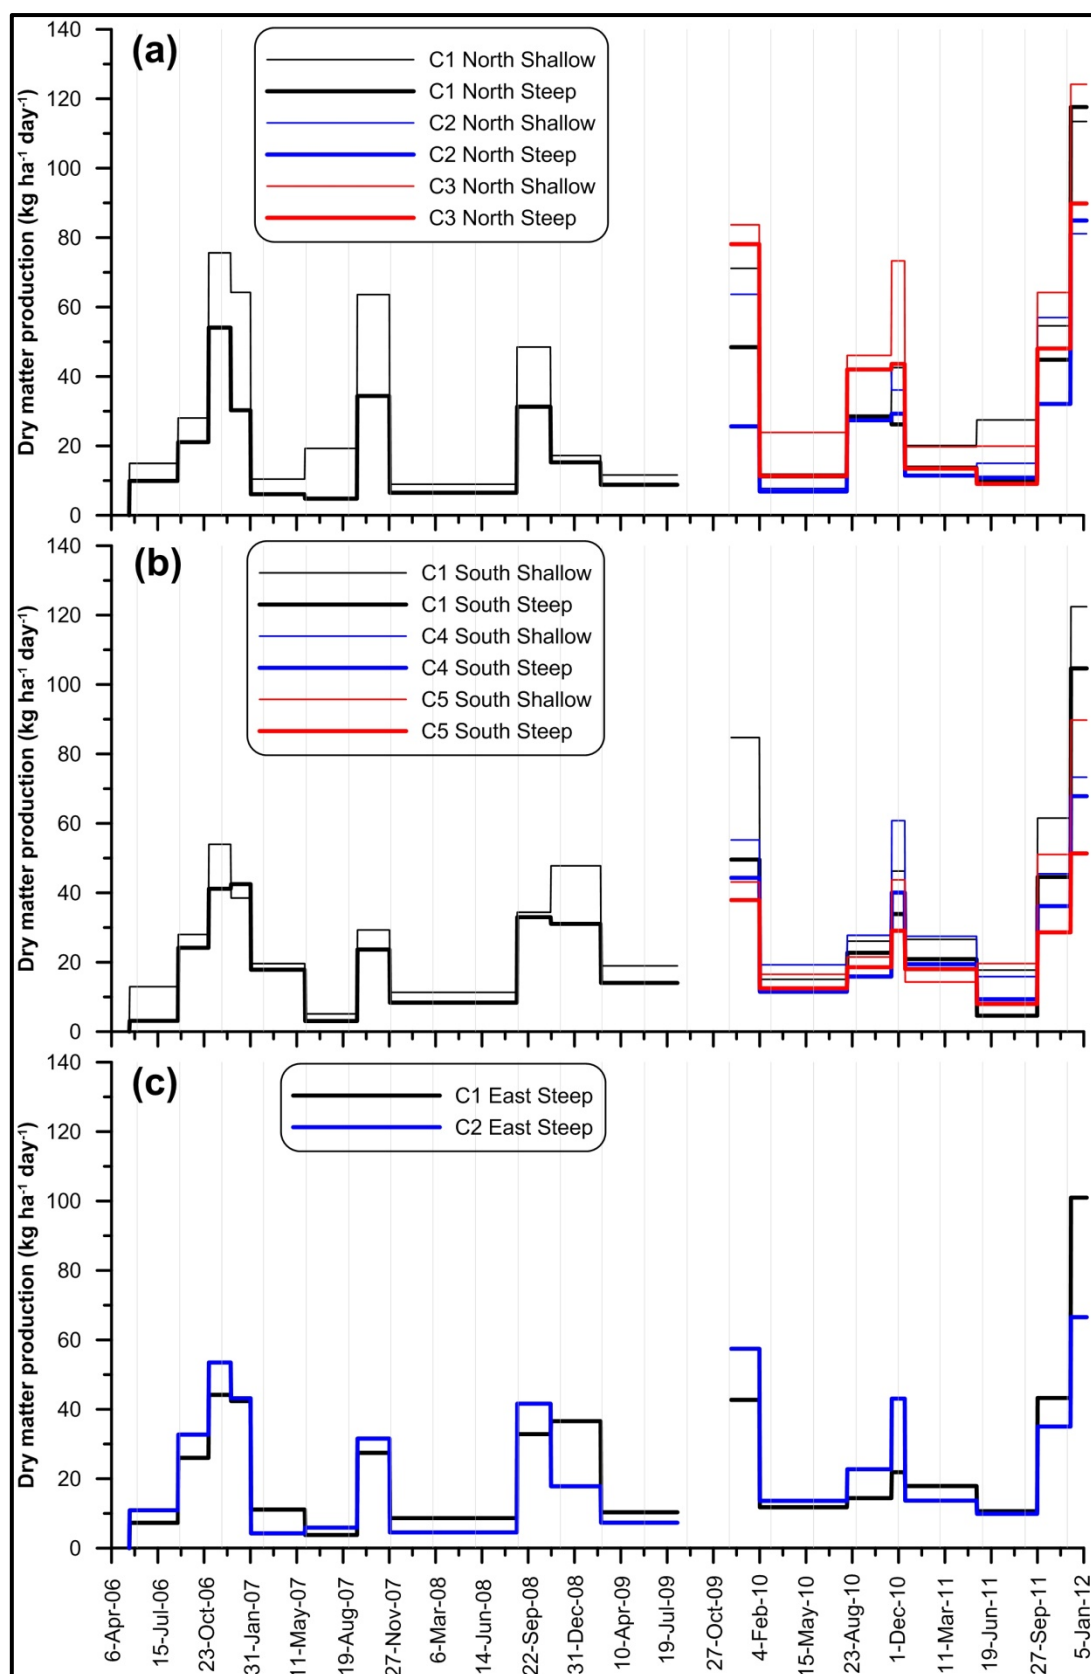 (a)
140
120
100
80
60
40
20
0
Dry matter production (kg ha⁻¹ day⁻¹)
C1 North Shallow
C1 North Steep
C2 North Shallow
C2 North Steep
C3 North Shallow
C3 North Steep
(b)
140
120
100
80
60
40
20
0
Dry matter production (kg ha⁻¹ day⁻¹)
C1 South Shallow
C1 South Steep
C4 South Shallow
C4 South Steep
C5 South Shallow
C5 South Steep
(c)
140
120
100
80
60
40
20
0
Dry matter production (kg ha⁻¹ day⁻¹)
C1 East Steep
C2 East Steep
6-Apr-06
15-Jul-06
23-Oct-06
31-Jan-07
11-May-07
19-Aug-07
27-Nov-07
6-Mar-08
14-Jun-08
22-Sep-08
31-Dec-08
10-Apr-09
19-Jul-09
27-Oct-09
4-Feb-10
15-May-10
23-Aug-10
1-Dec-10
11-Mar-11
19-Jun-11
27-Sep-11
5-Jan-12